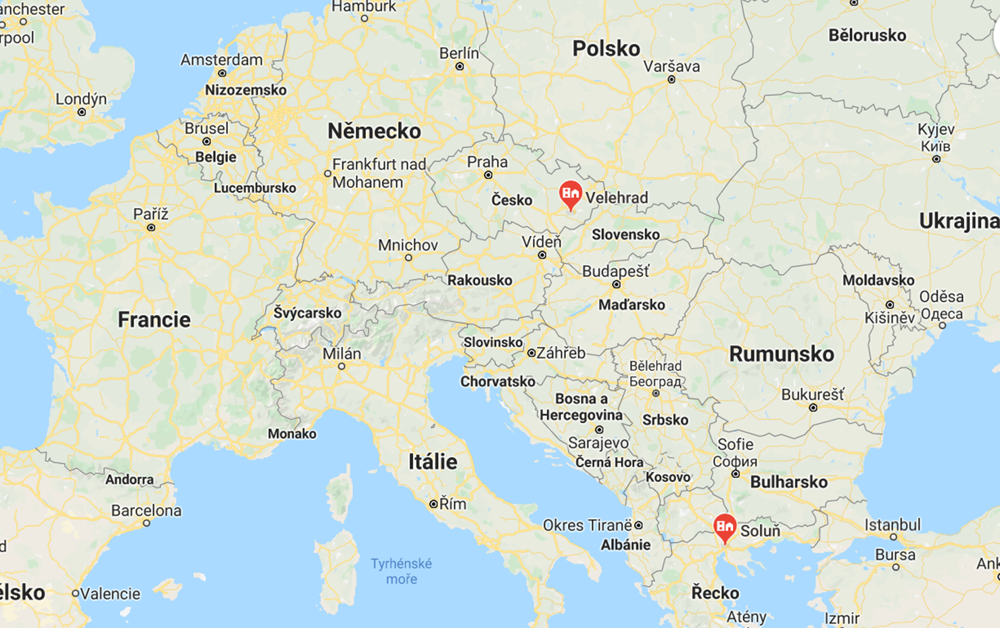 anchester
Hamburk
rpool
Berlín
Polsko
Bělorusko
Amsterdam
Varšava
Nizozemsko
Londýn
Brusel
Německo
Kyjev
Київ
Belgie
Praha
Frankfurt nad
Mohanem
Lucembursko
Česko
Velehrad
Paříž
Ukrajina
Slovensko
Mnichov
Vídeň
Budapešť
Rakousko
Moldavsko
Maďarsko
Oděsa
Одеса
Kišiněv
Švýcarsko
Francie
Slovinsko
Milán
Záhřeb
Rumunsko
Bělehrad
Београд
Chorvatsko
Bosna a
Hercegovina
Bukurešť
Srbsko
Monako
Sarajevo
Sofie
София
Itálie
Černá Hora
Kosovo
Andorra
Bulharsko
Řím
Barcelona
Okres Tiranë
Soluň
Istanbul
Albánie
d
Bursa
Tyrhénské
moře
Ank
ělsko
Valencie
Řecko
Atény
Izmir